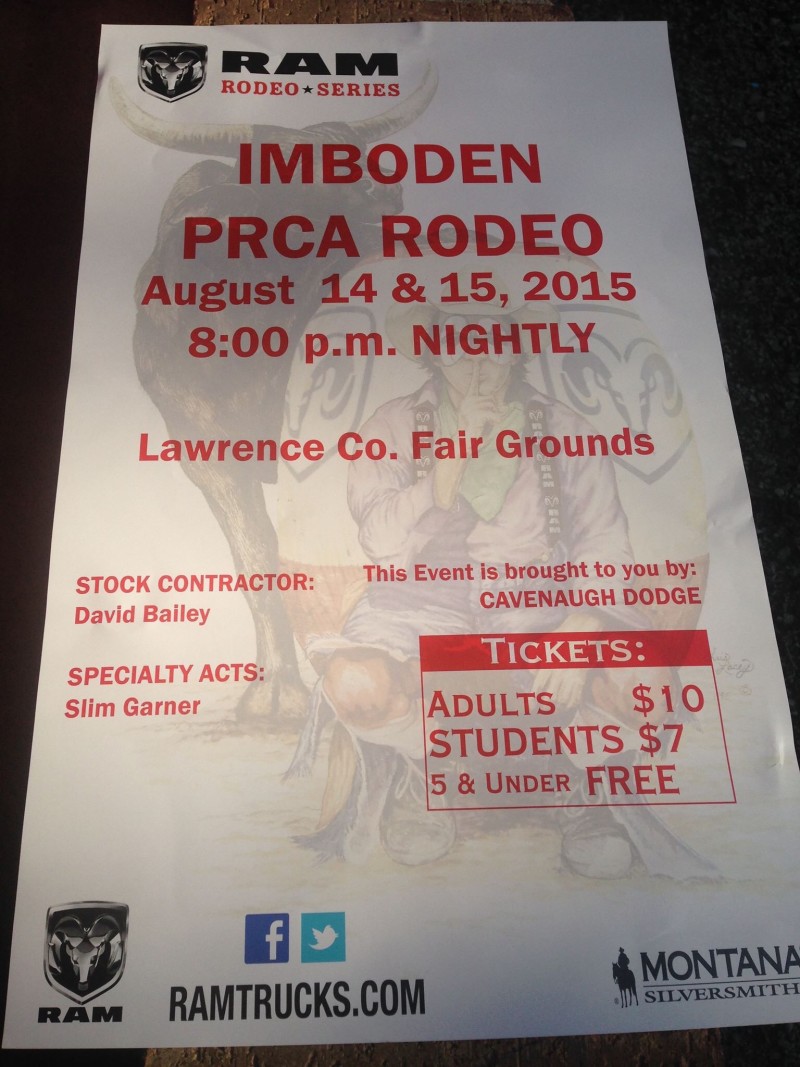 RAM
RODEO★SERIES
IMBODEN
PRCA RODEO
August 14 & 15, 2015
8:00 p.m. NIGHTLY
Lawrence Co. Fair Grounds
STOCK CONTRACTOR:
David Bailey
This Event is brought to you by:
CAVENAUGH DODGE
SPECIALTY ACTS:
Slim Garner
TICKETS:
ADULTS $10
STUDENTS $7
5 & UNDER FREE
RAM
RAMTRUCKS.COM
MONTANA
SILVERSMITH